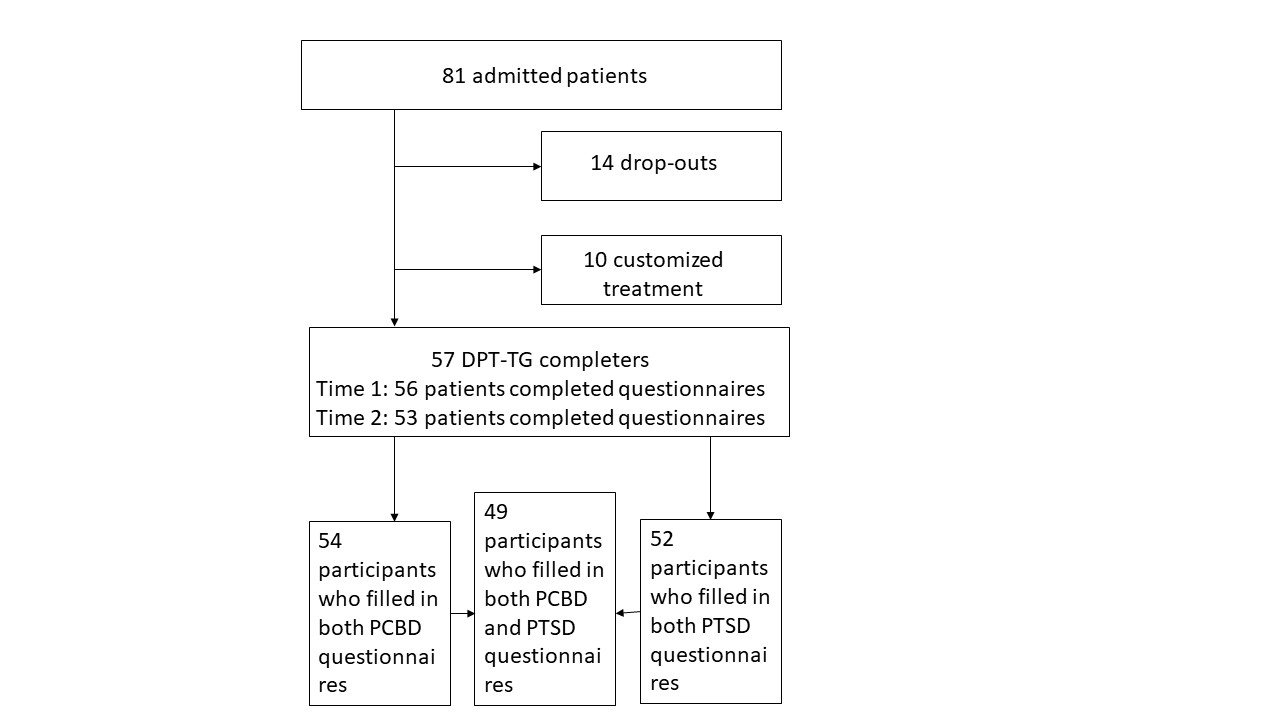 81 admitted patients
14 drop-outs
10 customized
treatment
57 DPT-TG completers
Time 1: 56 patients completed questionnaires
Time 2: 53 patients completed questionnaires
54
participants
who filled in
both PCBD
questionnai
res
49
participants
who filled in
both PCBD
and PTSD
questionnai
res
52
participants
who filled in
both PTSD
questionnai
res